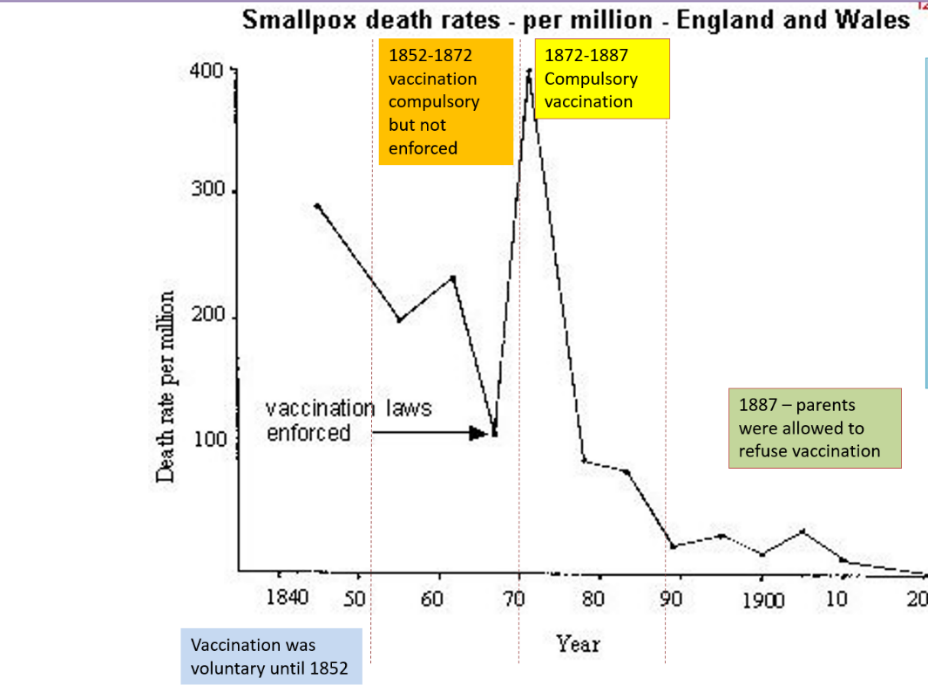 Smallpox death rates - per million - England and Wales
1852-1872
vaccination
compulsory
but not
enforced
1872-1887
Compulsory
vaccination
400
300
200
100
Death rate per million
vaccination laws
enforced
1887 – parents
were allowed to
refuse vaccination
1840 50 60 70 80 90 1900 10 20
Year
Vaccination was
voluntary until 1852